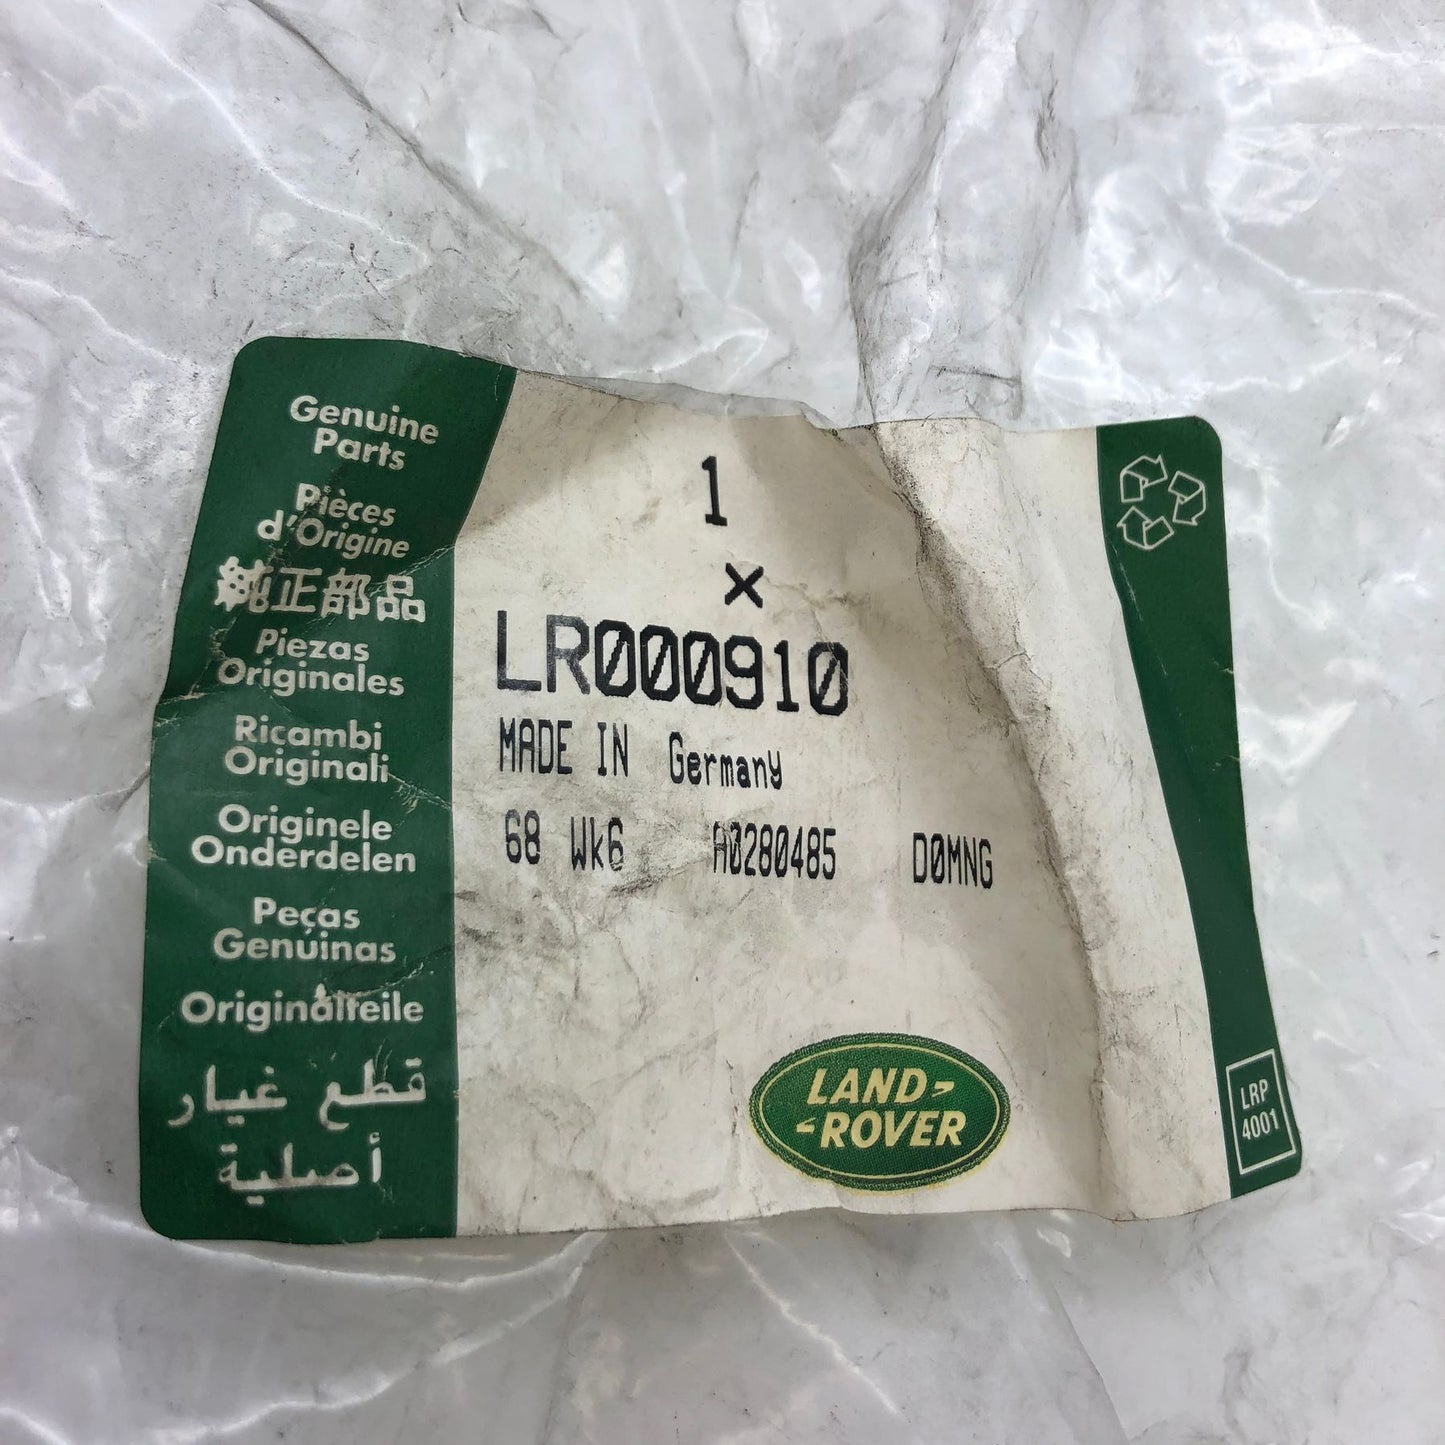 Genuine
Parts
Pièces
d'Origine
純正部品
Piezas
Originales
Ricambi
Originali
Originele
Onderdelen
Peças
Genuinas
Originalteile
قطع غيار
أصلية
1
x
LR000910
MADE IN Germany
68 Wk6 A0280485 D0MNG
LAND-
-ROVER
LRP
4001